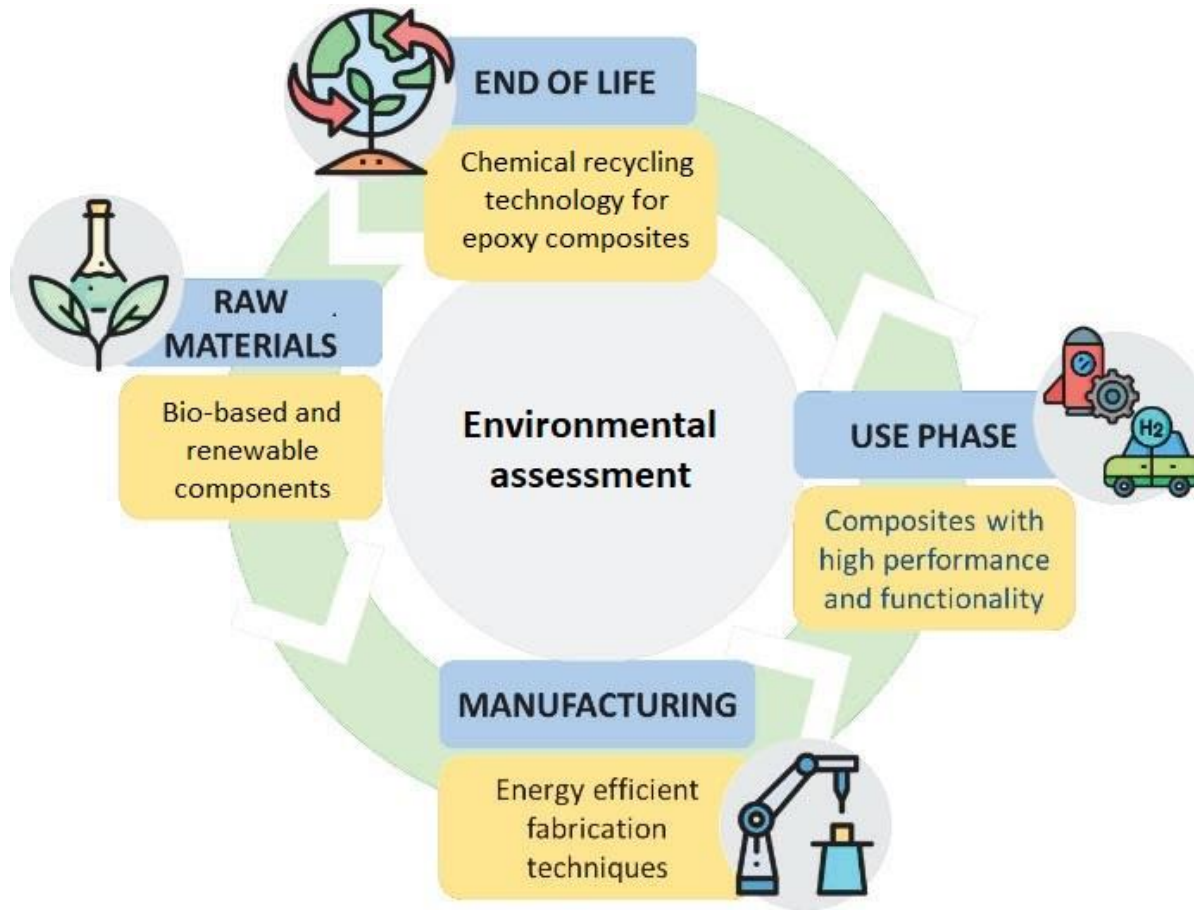 END OF LIFE
Chemical recycling
technology for
epoxy composites
RAW
MATERIALS
Bio-based and
renewable
components
Environmental
assessment
H2
USE PHASE
Composites with
high performance
and functionality
MANUFACTURING
Energy efficient
fabrication
techniques